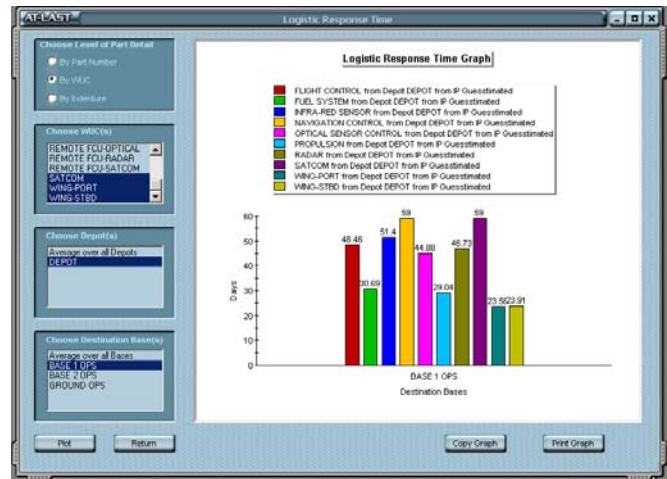 ATLAST
Logistic Response Time
Choose Level of Part Detail
By Part Number
By WUC
By Indenture
Choose WUC(s)
REMOTE FCU-OPTICAL
REMOTE FCU-RADAR
REMOTE FCU-SATCOM
SATCOM
WING-PORT
WING-STBD
Choose Depot(s)
Average over all Depots
DEPOT
Choose Destination Base(s)
Average over all Bases
BASE 1 OPS
BASE 2 OPS
GROUND OPS
Plot
Return
Logistic Response Time Graph
FLIGHT CONTROL from Depot DEPOT from IP Guesstimated
FUEL SYSTEM from Depot DEPOT from IP Guesstimated
INFRA-RED SENSOR from Depot DEPOT from IP Guesstimated
NAVIGATION CONTROL from Depot DEPOT from IP Guesstimated
OPTICAL SENSOR CONTROL from Depot DEPOT from IP Guesstimated
PROPULSION from Depot DEPOT from IP Guesstimated
RADAR from Depot DEPOT from IP Guesstimated
SATCOM from Depot DEPOT from IP Guesstimated
WING-PORT from Depot DEPOT from IP Guesstimated
WING-STBD from Depot DEPOT from IP Guesstimated
Days
60
50
40
30
20
10
0
48.46
30.69
51.4
59
44.88
29.04
46.73
59
23.56
23.91
BASE 1 OPS
Destination Bases
Copy Graph
Print Graph